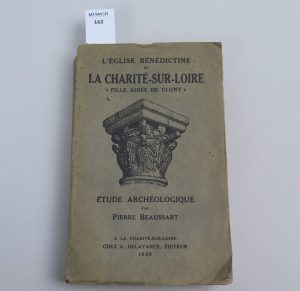 162
L'ÉGLISE BÉNÉDICTINE
DE
LA CHARITÉ-SUR-LOIRE
" FILLE AINÉE DE CLUNY "
ÉTUDE ARCHÉOLOGIQUE
PAR
PIERRE BEAUSSART
A LA CHARITÉ-SUR-LOIRE
CHEZ A. DELAYANCE, ÉDITEUR
1929